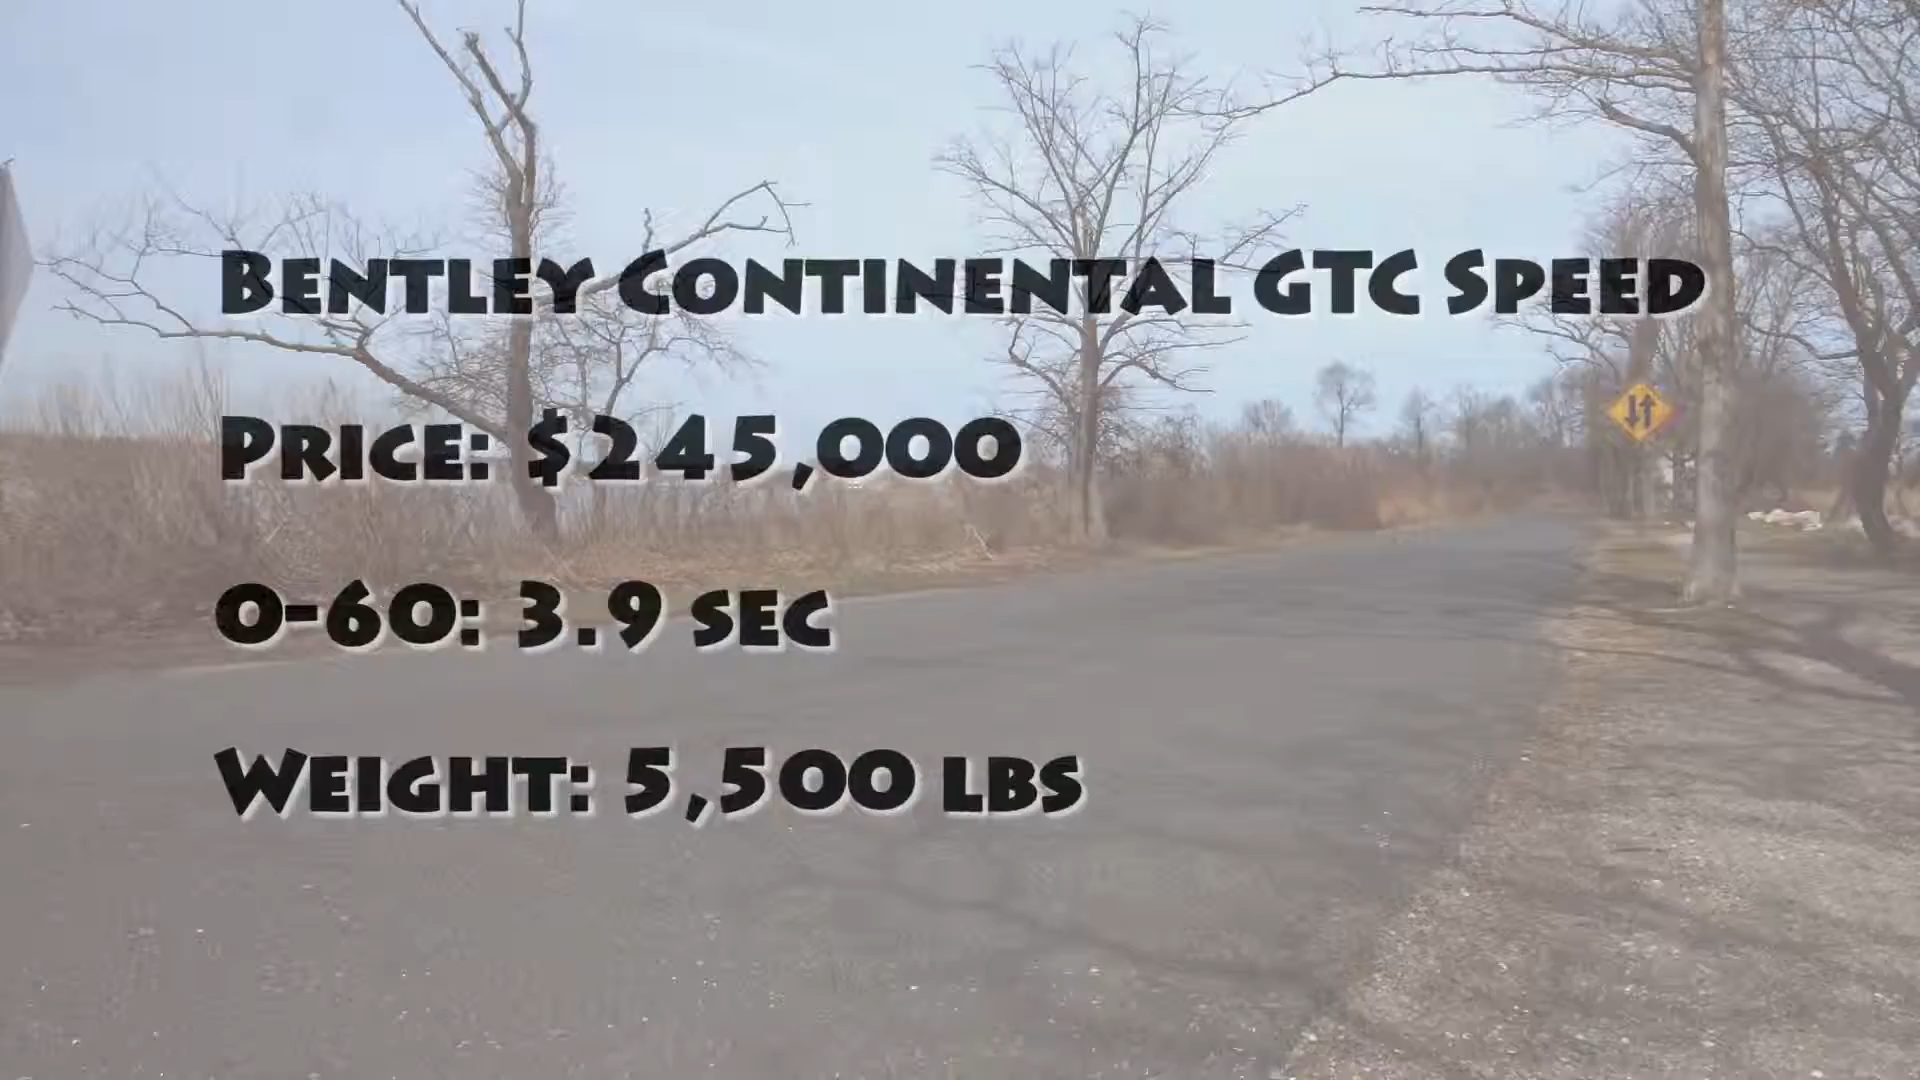 Bentley Continental GTC Speed
Price: $245,000
0-60: 3.9 sec
Weight: 5,500 lbs